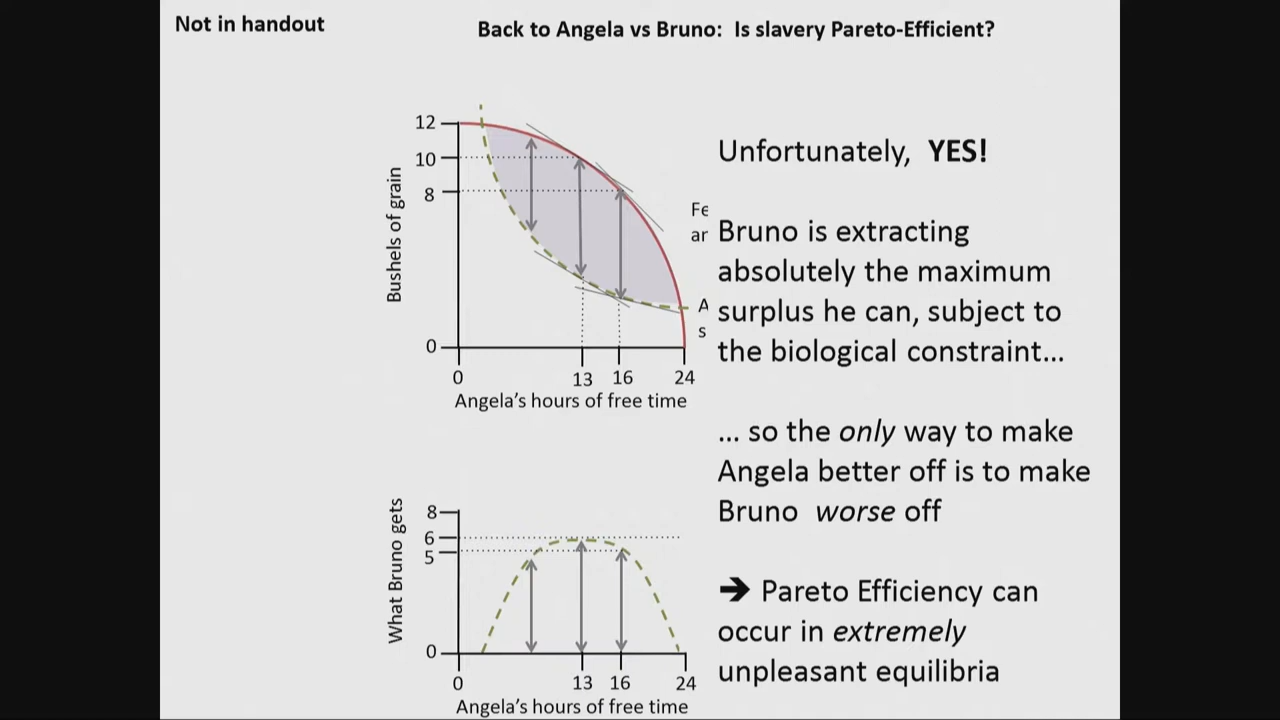 Not in handout
Back to Angela vs Bruno: Is slavery Pareto-Efficient?
12
10
8
0
Bushels of grain
0
13
16
24
Angela's hours of free time
Fe
ar
A
s
Unfortunately, YES!
Bruno is extracting
absolutely the maximum
surplus he can, subject to
the biological constraint...
... so the only way to make
Angela better off is to make
Bruno worse off
➔ Pareto Efficiency can
occur in extremely
unpleasant equilibria
8
6
5
0
What Bruno gets
0
13
16
24
Angela's hours of free time